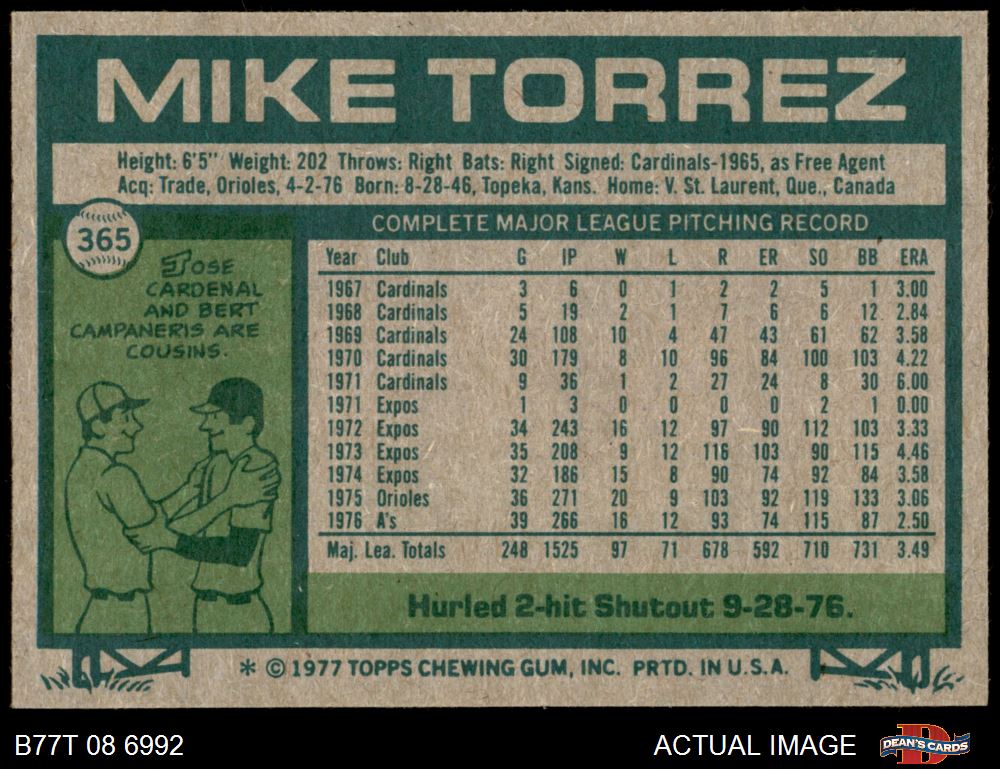 MIKE TORREZ
Height: 6'5" Weight: 202 Throws: Right Bats: Right Signed: Cardinals-1965, as Free Agent
Acq: Trade, Orioles, 4-2-76 Born: 8-28-46, Topeka, Kans. Home: V. St. Laurent, Que., Canada
365
JOSE
CARDENAL
AND BERT
CAMPANERIS ARE
COUSINS.
COMPLETE MAJOR LEAGUE PITCHING RECORD
Year Club G IP W L R ER SO BB ERA
1967 Cardinals 3 6 0 1 2 2 5 1 3.00
1968 Cardinals 5 19 2 1 7 6 6 12 2.84
1969 Cardinals 24 108 10 4 47 43 61 62 3.58
1970 Cardinals 30 179 8 10 96 84 100 103 4.22
1971 Cardinals 9 36 1 2 27 24 8 30 6.00
1971 Expos 1 3 0 0 0 0 2 1 0.00
1972 Expos 34 243 16 12 97 90 112 103 3.33
1973 Expos 35 208 9 12 116 103 90 115 4.46
1974 Expos 32 186 15 8 90 74 92 84 3.58
1975 Orioles 36 271 20 9 103 92 119 133 3.06
1976 A's 39 266 16 12 93 74 115 87 2.50
Maj. Lea. Totals 248 1525 97 71 678 592 710 731 3.49
Hurled 2-hit Shutout 9-28-76.
* © 1977 TOPPS CHEWING GUM, INC. PRTD. IN U.S.A.
B77T 08 6992
ACTUAL IMAGE
B
DEAN'S CARDS